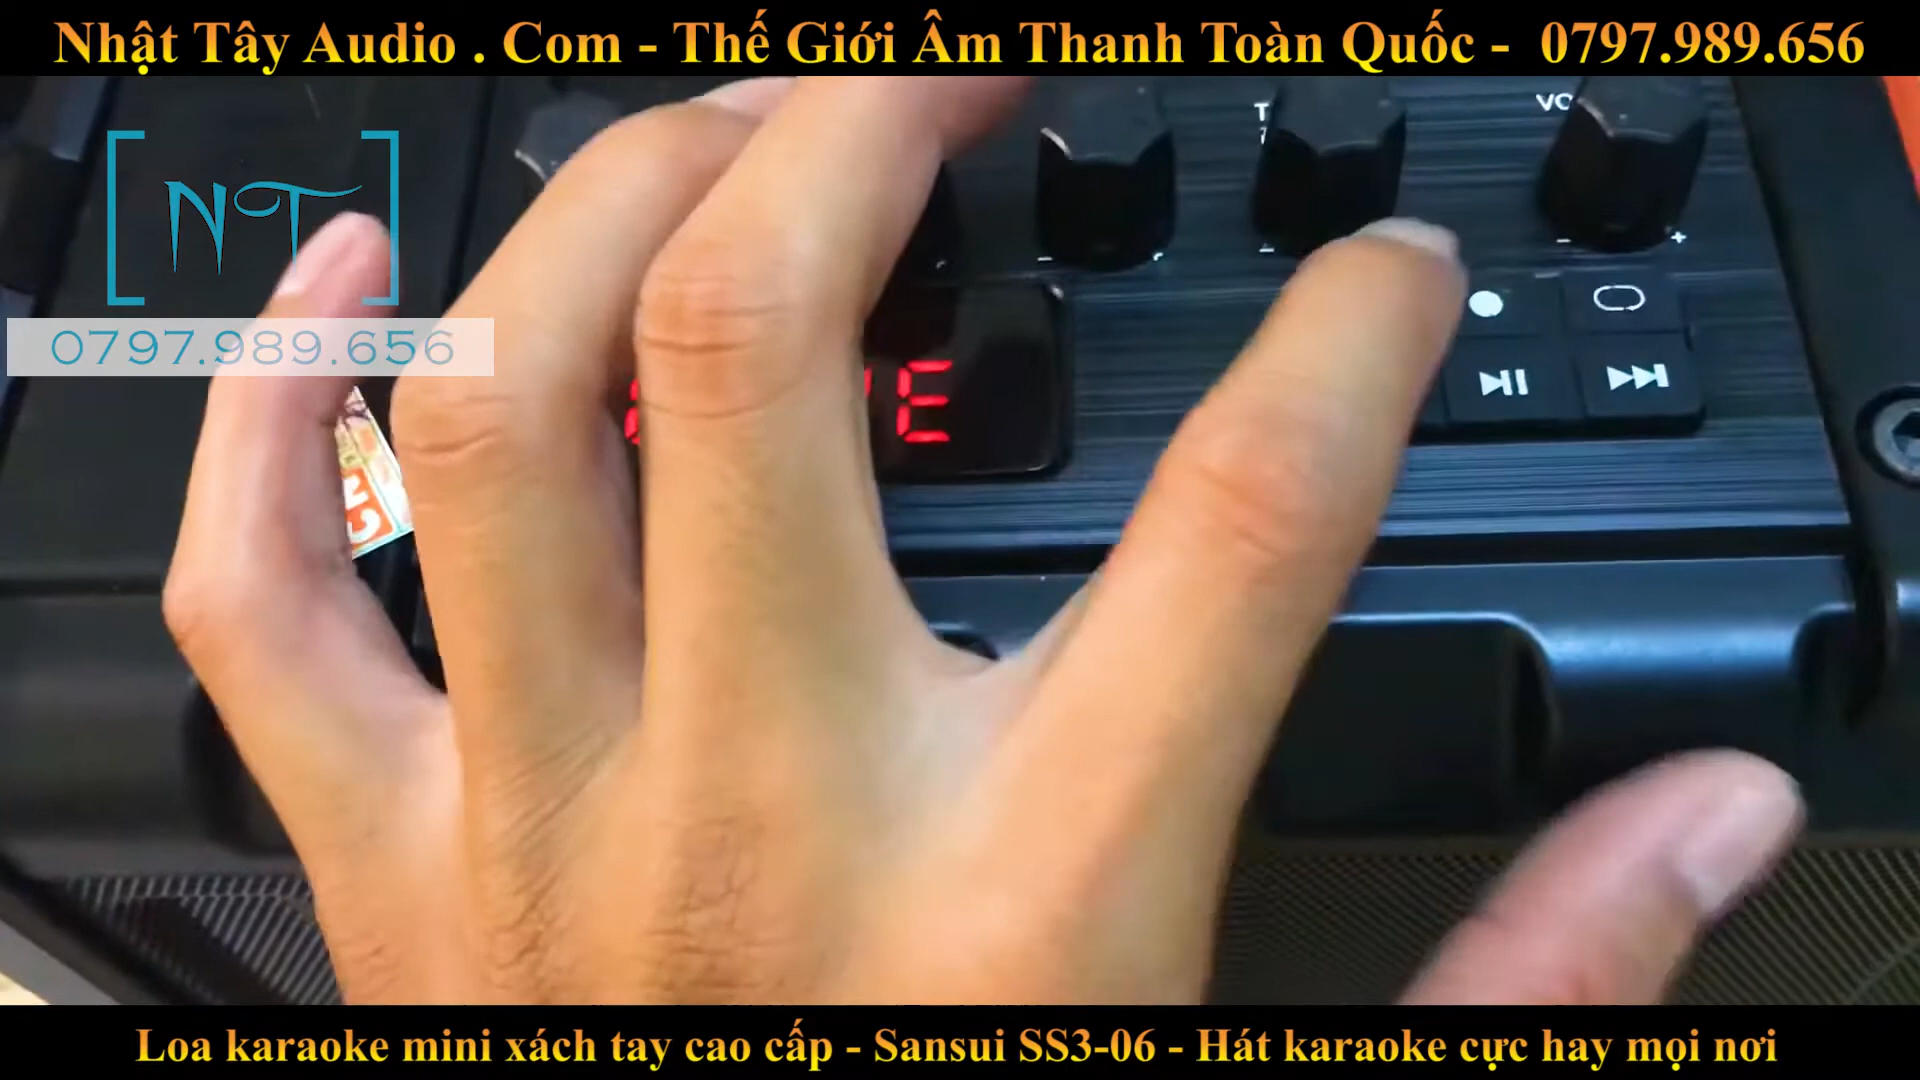 Nhật Tây Audio . Com - Thế Giới Âm Thanh Toàn Quốc - 0797.989.656
NT
0797.989.656
E
Loa karaoke mini xách tay cao cấp - Sansui SS3-06 - Hát karaoke cực hay mọi nơi